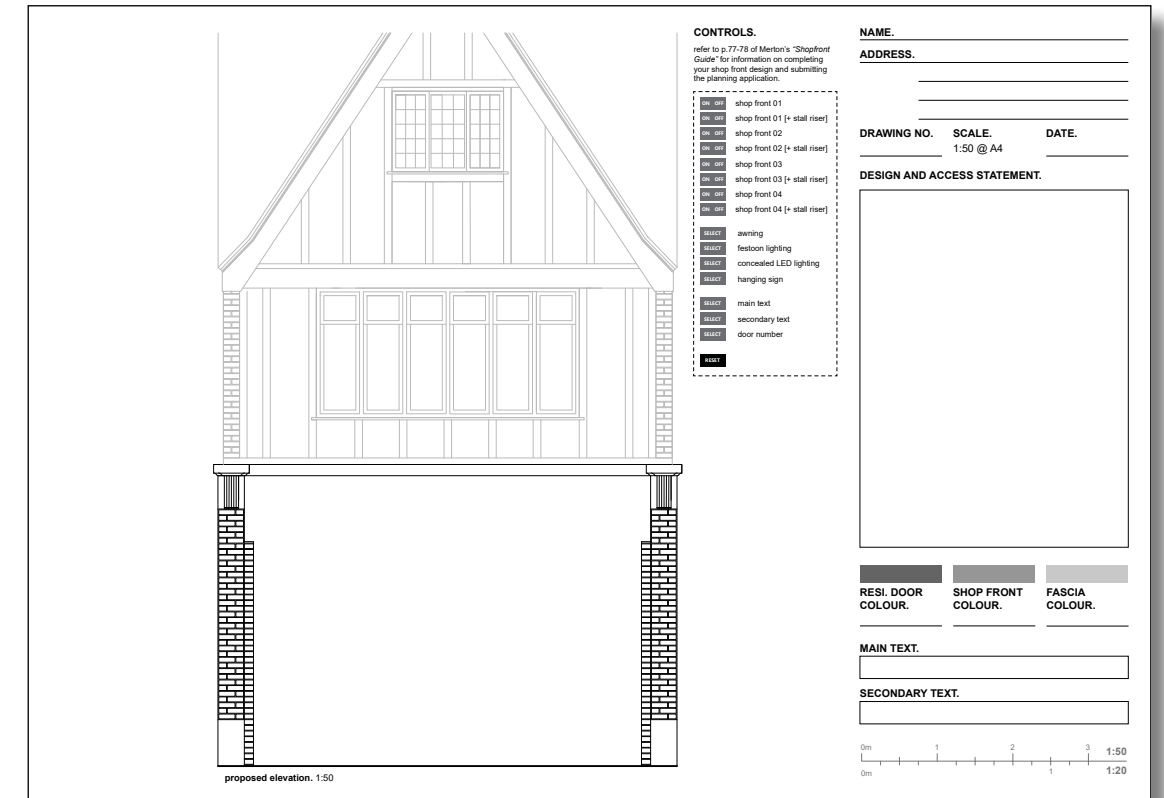 CONTROLS.
refer to p.77-78 of Merton's "Shopfront
Guide" for information on completing
your shop front design and submitting
the planning application.
ON OFF shop front 01
ON OFF shop front 01 [+ stall riser]
ON OFF shop front 02
ON OFF shop front 02 [+ stall riser]
ON OFF shop front 03
ON OFF shop front 03 [+ stall riser]
ON OFF shop front 04
ON OFF shop front 04 [+ stall riser]
SELECT awning
SELECT festoon lighting
SELECT concealed LED lighting
SELECT hanging sign
SELECT main text
SELECT secondary text
SELECT door number
RESET
NAME.
ADDRESS.
DRAWING NO. SCALE. DATE.
1:50 @ A4
DESIGN AND ACCESS STATEMENT.
RESI. DOOR
COLOUR.
SHOP FRONT
COLOUR.
FASCIA
COLOUR.
MAIN TEXT.
SECONDARY TEXT.
0m 1 2 3 1:50
0m 1 1:20
proposed elevation. 1:50